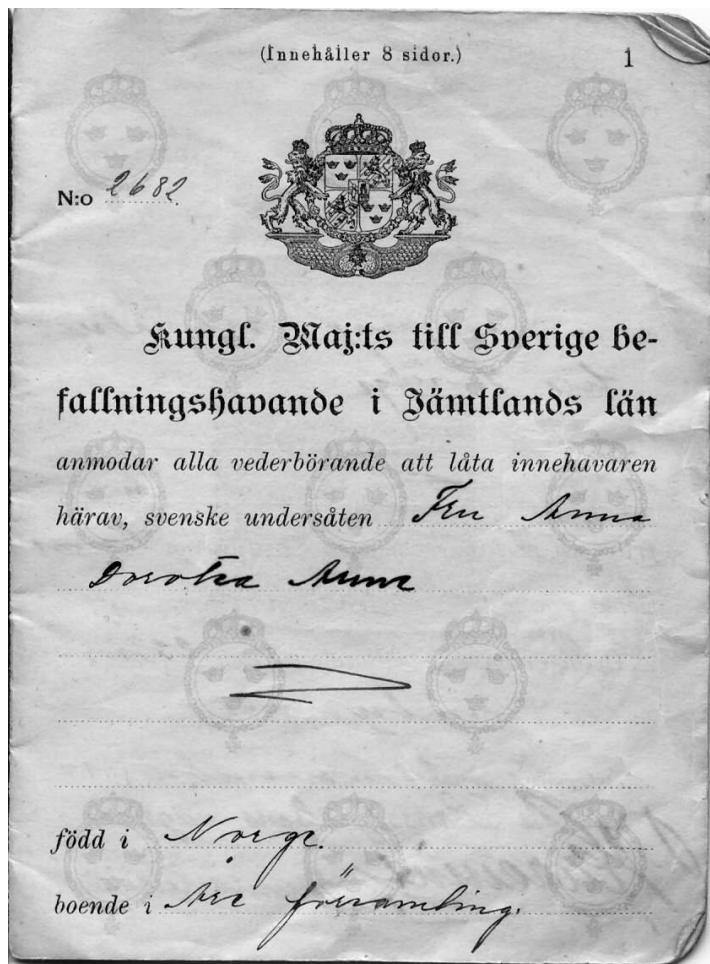 (Innehåller 8 sidor.)
1
N:o 2682.
Kungl. Maj:ts till Sverige be-
fallningshavande i Jämtlands län
anmodar alla vederbörande att låta innehavaren
härav, svenske undersåten Fru Anna
Dorotea
född i Norge.
boende i församling.